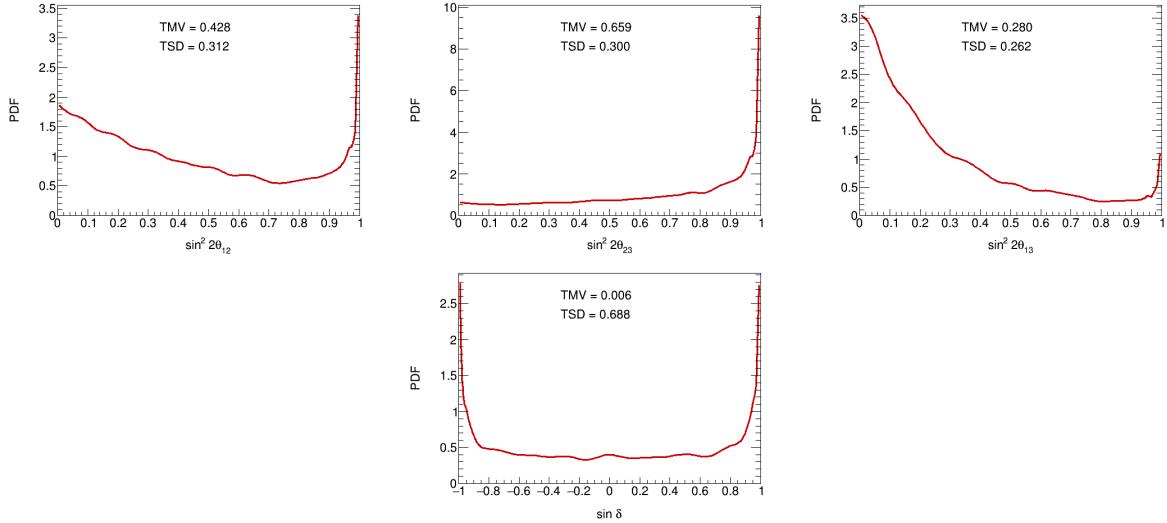 3.5
3
2.5
2
1.5
1
0.5
0
PDF
TMV = 0.428
TSD = 0.312
0 0.1 0.2 0.3 0.4 0.5 0.6 0.7 0.8 0.9 1
sin² 2θ₁₂
10
8
6
4
2
0
PDF
TMV = 0.659
TSD = 0.300
0 0.1 0.2 0.3 0.4 0.5 0.6 0.7 0.8 0.9 1
sin² 2θ₂₃
3.5
3
2.5
2
1.5
1
0.5
0
PDF
TMV = 0.280
TSD = 0.262
0 0.1 0.2 0.3 0.4 0.5 0.6 0.7 0.8 0.9 1
sin² 2θ₁₃
2.5
2
1.5
1
0.5
0
PDF
TMV = 0.006
TSD = 0.688
−1 −0.8 −0.6 −0.4 −0.2 0 0.2 0.4 0.6 0.8 1
sin δ